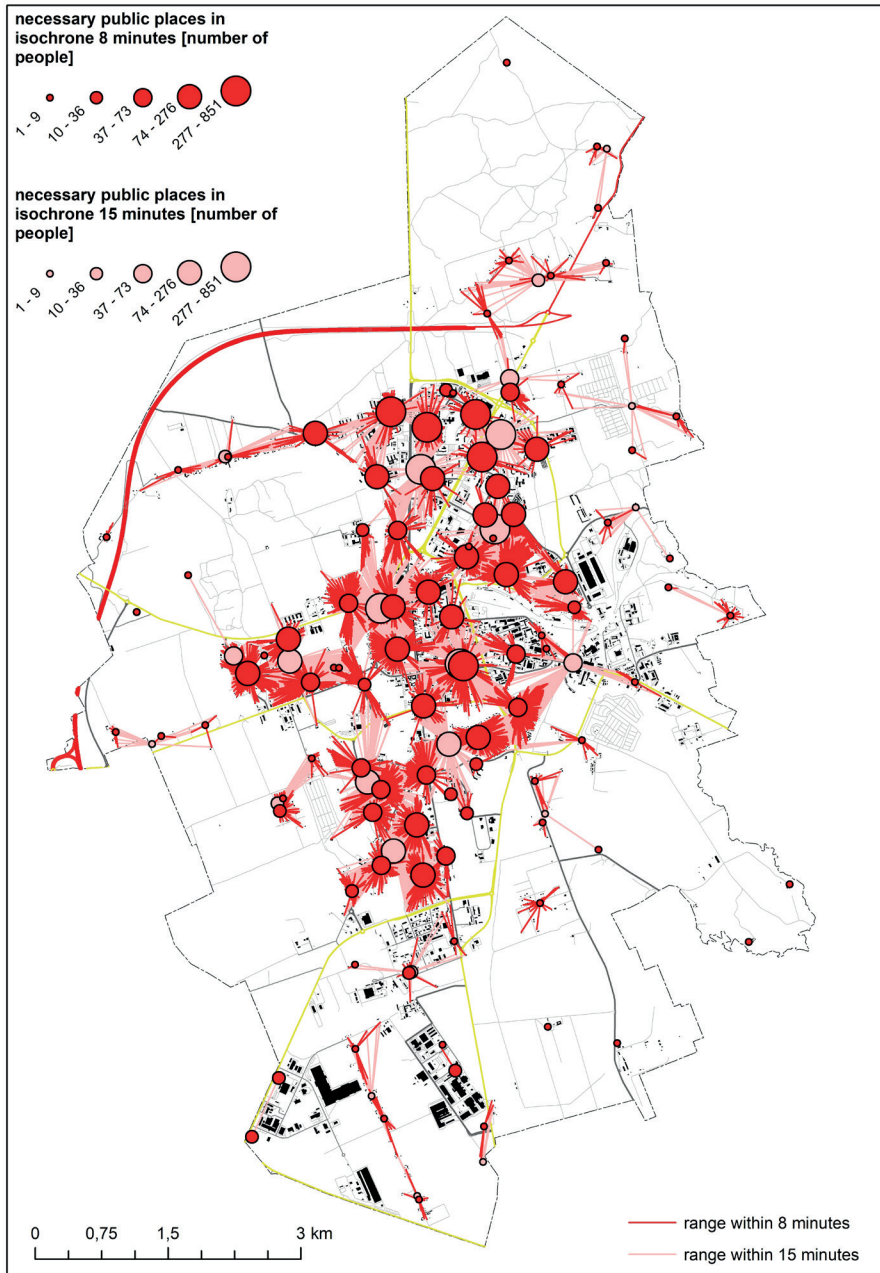 necessary public places in
isochrone 8 minutes [number of
people]
1 - 9
10 - 36
37 - 73
74 - 276
277 - 851
necessary public places in
isochrone 15 minutes [number of
people]
1 - 9
10 - 36
37 - 73
74 - 276
277 - 851
0 0,75 1,5 3 km
range within 8 minutes
range within 15 minutes